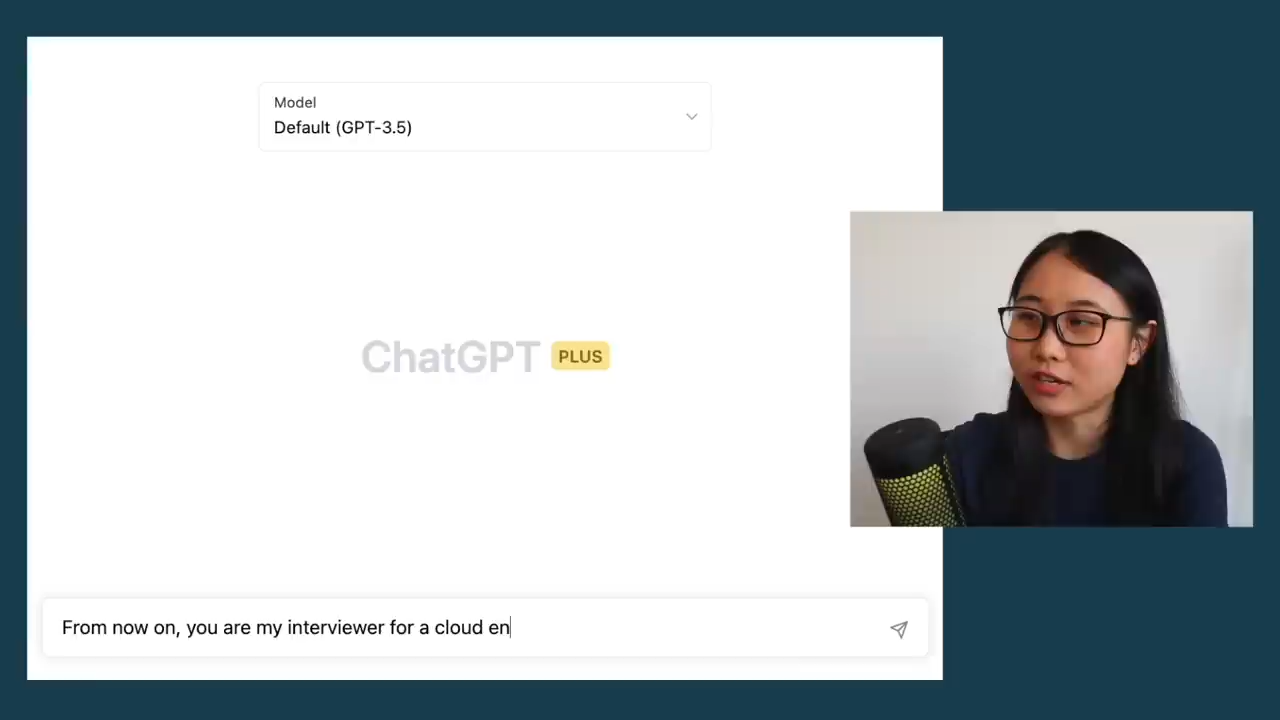 Model
Default (GPT-3.5)
ChatGPT PLUS
From now on, you are my interviewer for a cloud en